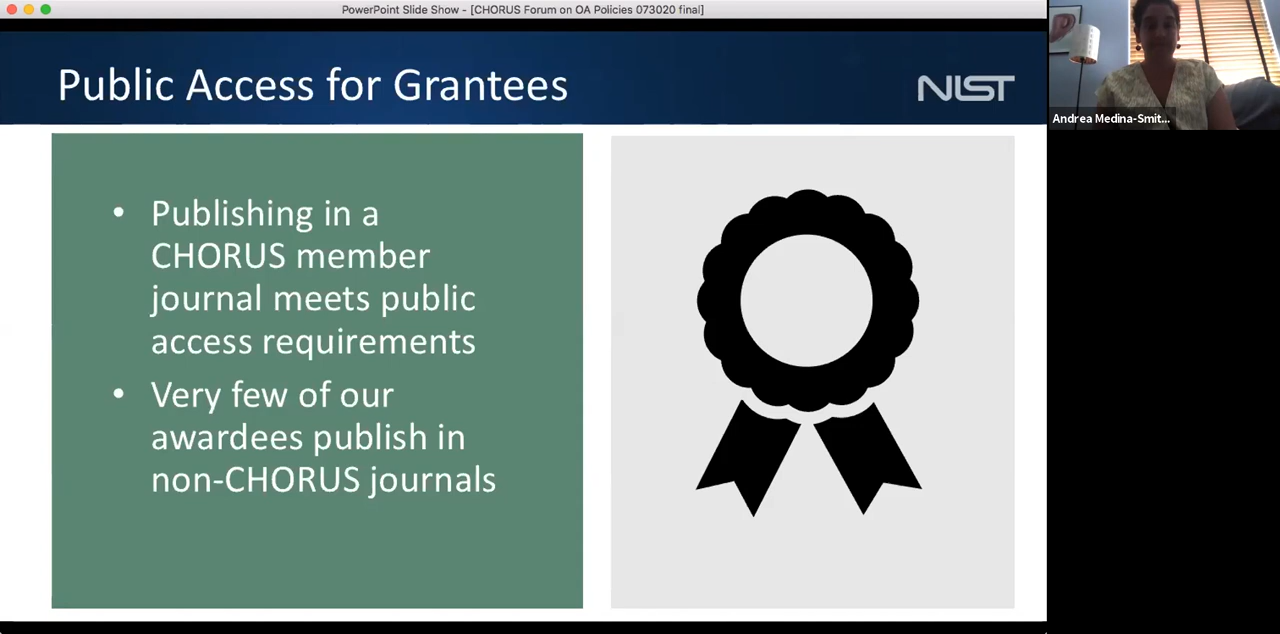 PowerPoint Slide Show - [CHORUS Forum on OA Policies 073020 final]
Public Access for Grantees
NIST
Andrea Medina-Smit...
• Publishing in a
CHORUS member
journal meets public
access requirements
• Very few of our
awardees publish in
non-CHORUS journals